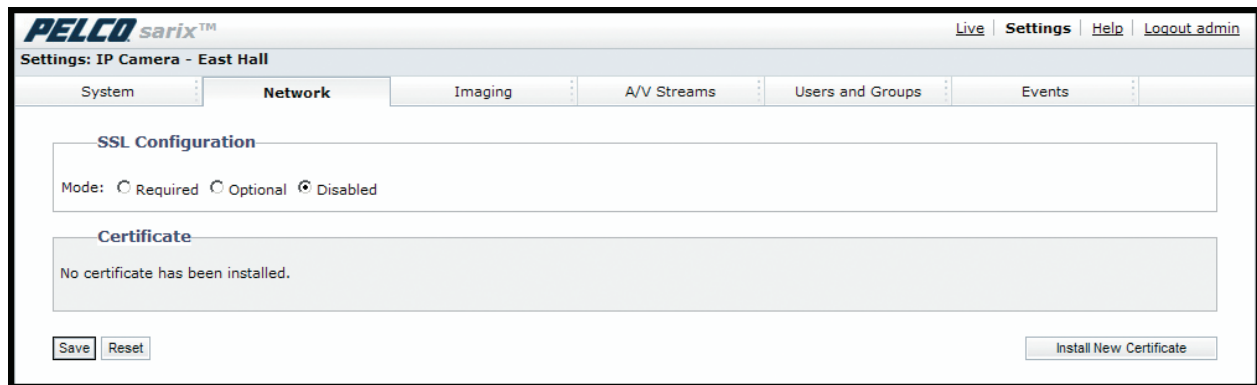 PELCO sarix™
Live | Settings | Help | Logout admin
Settings: IP Camera - East Hall
System Network Imaging A/V Streams Users and Groups Events
SSL Configuration
Mode: Required Optional Disabled
Certificate
No certificate has been installed.
Save Reset Install New Certificate